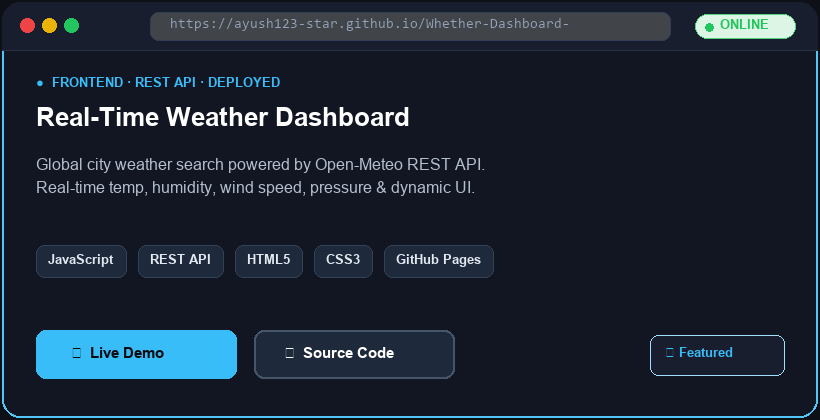 https://ayush123-star.github.io/Whether-Dashboard-
ONLINE
FRONTEND · REST API · DEPLOYED
Real-Time Weather Dashboard
Global city weather search powered by Open-Meteo REST API.
Real-time temp, humidity, wind speed, pressure & dynamic UI.
JavaScript REST API HTML5 CSS3 GitHub Pages
Live Demo Source Code Featured